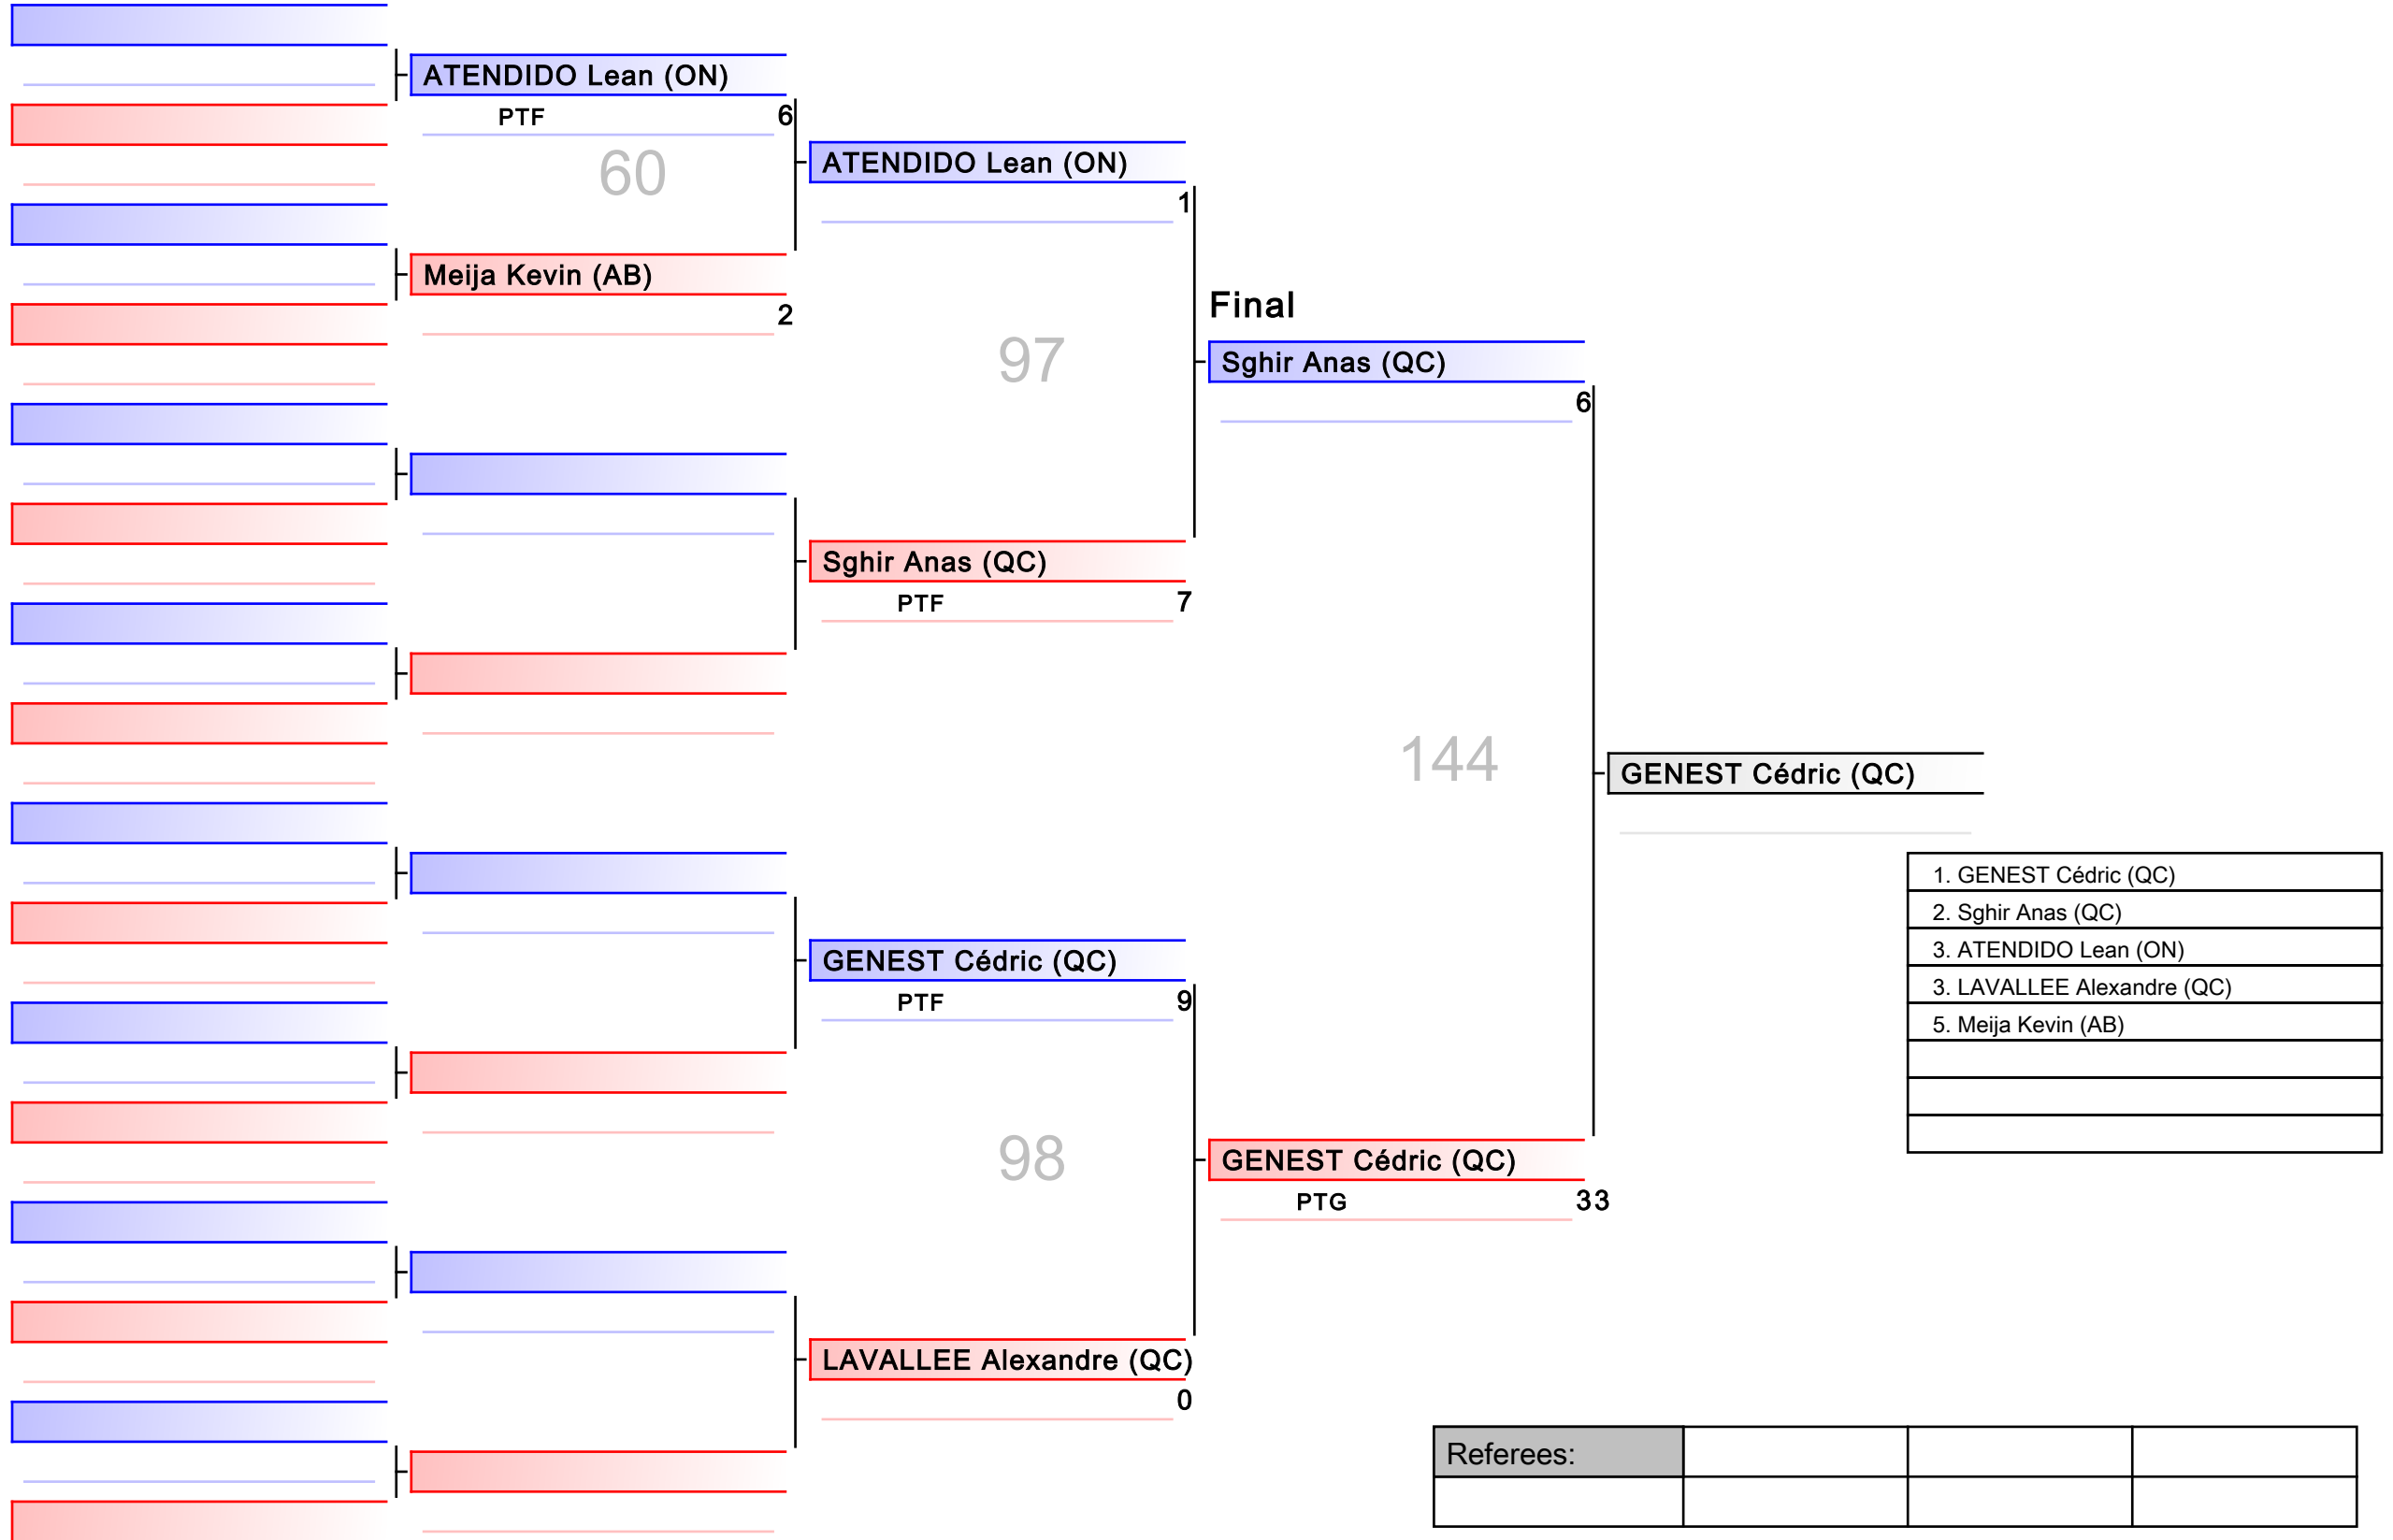 ATENDIDO Lean (ON)
PTF 6
60
Meija Kevin (AB)
2
ATENDIDO Lean (ON)
1
97
Sghir Anas (QC)
PTF 7
GENEST Cédric (QC)
PTF 9
98
LAVALLEE Alexandre (QC)
0
Final
Sghir Anas (QC)
6
144
GENEST Cédric (QC)
PTG 33
GENEST Cédric (QC)
1. GENEST Cédric (QC)
2. Sghir Anas (QC)
3. ATENDIDO Lean (ON)
3. LAVALLEE Alexandre (QC)
5. Meija Kevin (AB)
Referees: